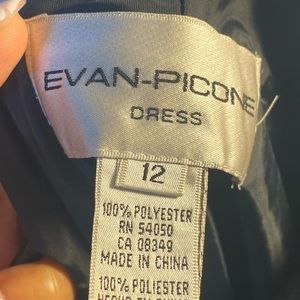 EVAN-PICONE
DRESS
12
100% POLYESTER
RN 54050
CA 08349
MADE IN CHINA
100% POLIESTER